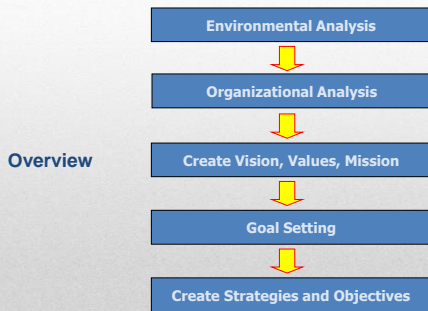 Environmental Analysis
Organizational Analysis
Overview
Create Vision, Values, Mission
Goal Setting
Create Strategies and Objectives